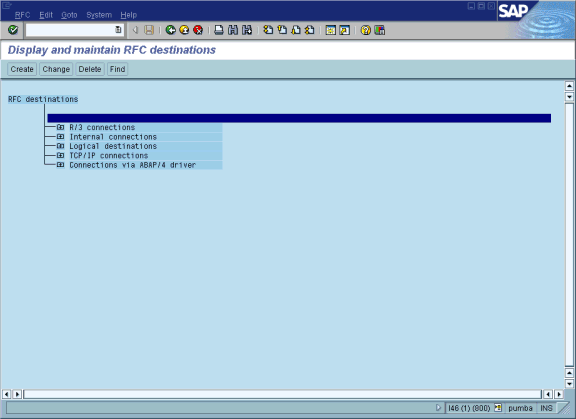 RFC Edit Goto System Help
SAP
Display and maintain RFC destinations
Create Change Delete Find
RFC destinations
R/3 connections
Internal connections
Logical destinations
TCP/IP connections
Connections via ABAP/4 driver
I46 (1) (800) pumba INS